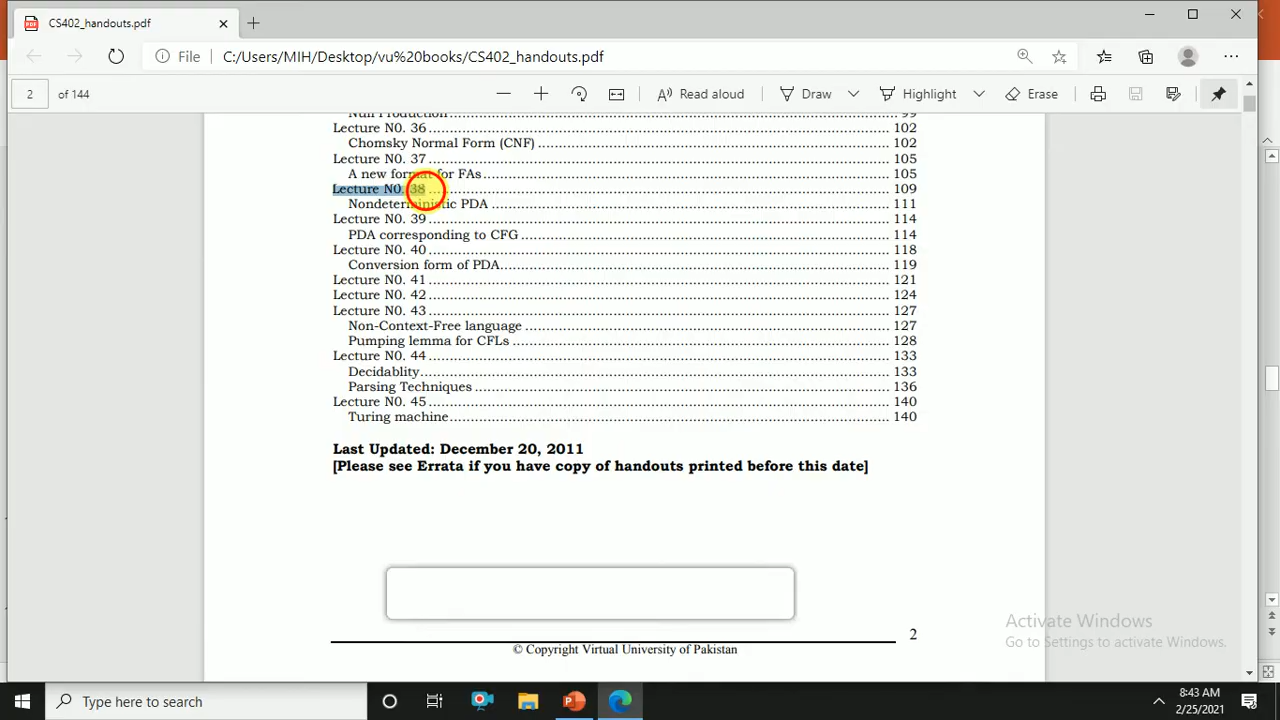 CS402_handouts.pdf
File
C:/Users/MIH/Desktop/vu%20books/CS402_handouts.pdf
2 of 144
Read aloud
Draw
Highlight
Erase
Null Production 99
Lecture N0. 36 102
Chomsky Normal Form (CNF) 102
Lecture N0. 37 105
A new format for FAs 105
Lecture N0. 38 109
Nondeterministic PDA 111
Lecture N0. 39 114
PDA corresponding to CFG 114
Lecture N0. 40 118
Conversion form of PDA 119
Lecture N0. 41 121
Lecture N0. 42 124
Lecture N0. 43 127
Non-Context-Free language 127
Pumping lemma for CFLs 128
Lecture N0. 44 133
Decidablity 133
Parsing Techniques 136
Lecture N0. 45 140
Turing machine 140
Last Updated: December 20, 2011
[Please see Errata if you have copy of handouts printed before this date]
2
© Copyright Virtual University of Pakistan
Activate Windows
Go to Settings to activate Windows.
Type here to search
8:43 AM
2/25/2021